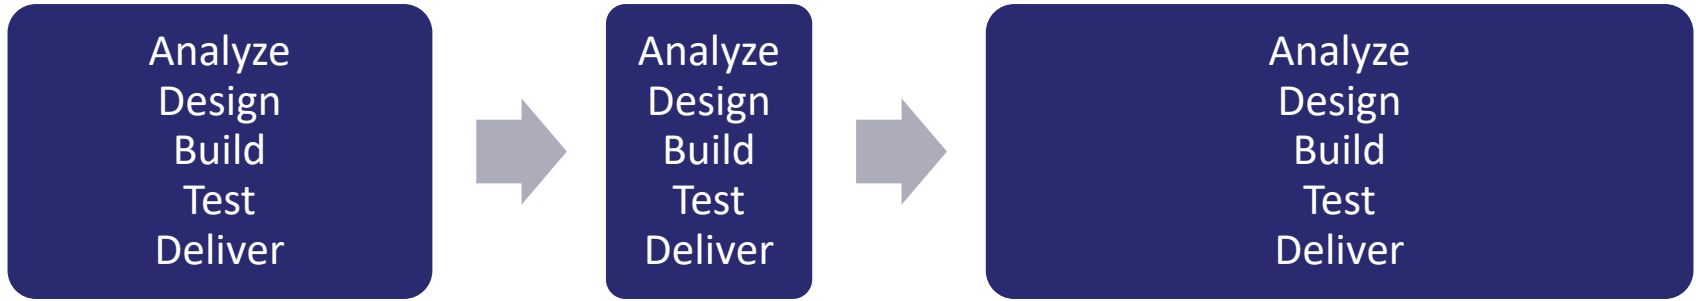 Analyze
Design
Build
Test
Deliver
Analyze
Design
Build
Test
Deliver
Analyze
Design
Build
Test
Deliver